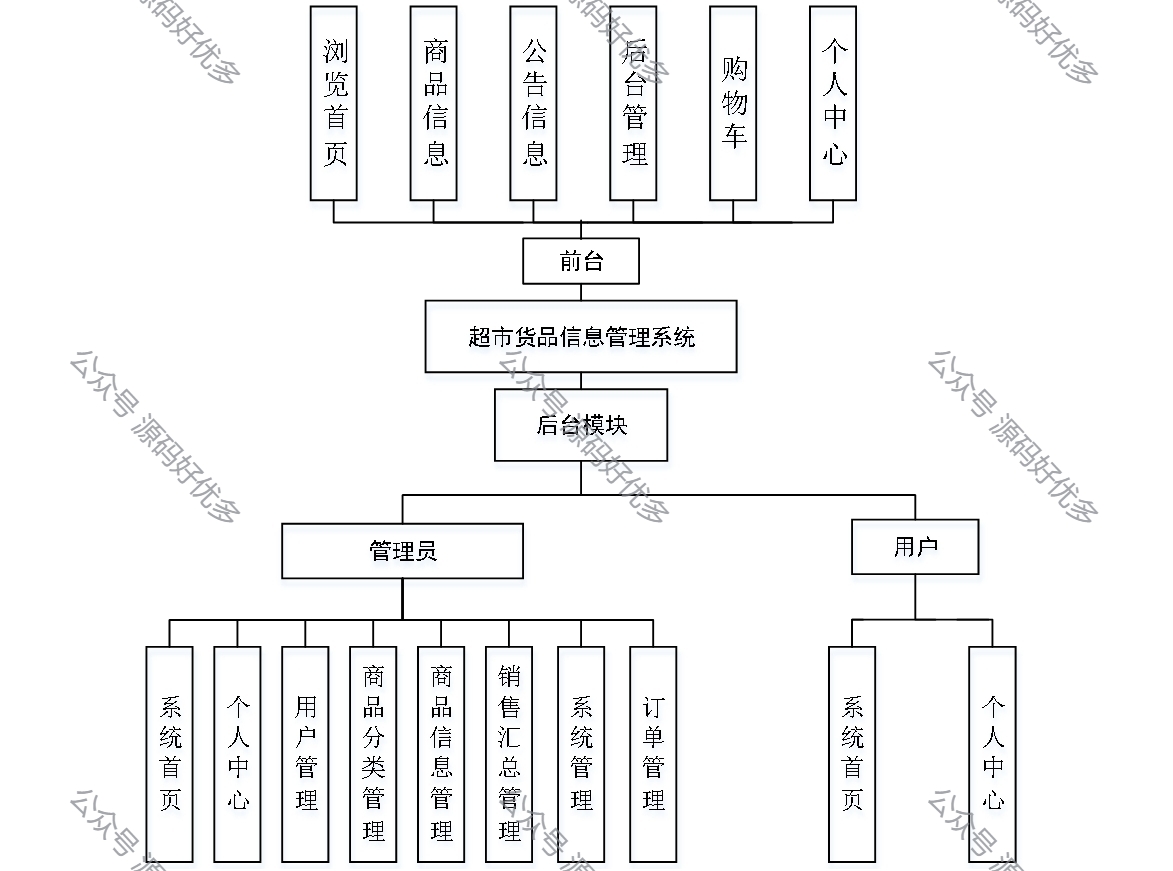 浏览首页
商品信息
公告信息
后台管理
购物车
个人中心
前台
超市货品信息管理系统
后台模块
管理员
用户
系统首页
个人中心
用户管理
商品分类管理
商品信息管理
销售汇总管理
系统管理
订单管理
系统首页
个人中心
源码好优多
源码好优多
源码好优多
公众号 源码好优多
公众号 源码好优多
公众号 源码好优多
公众号 源
公众号 源
公众号 源